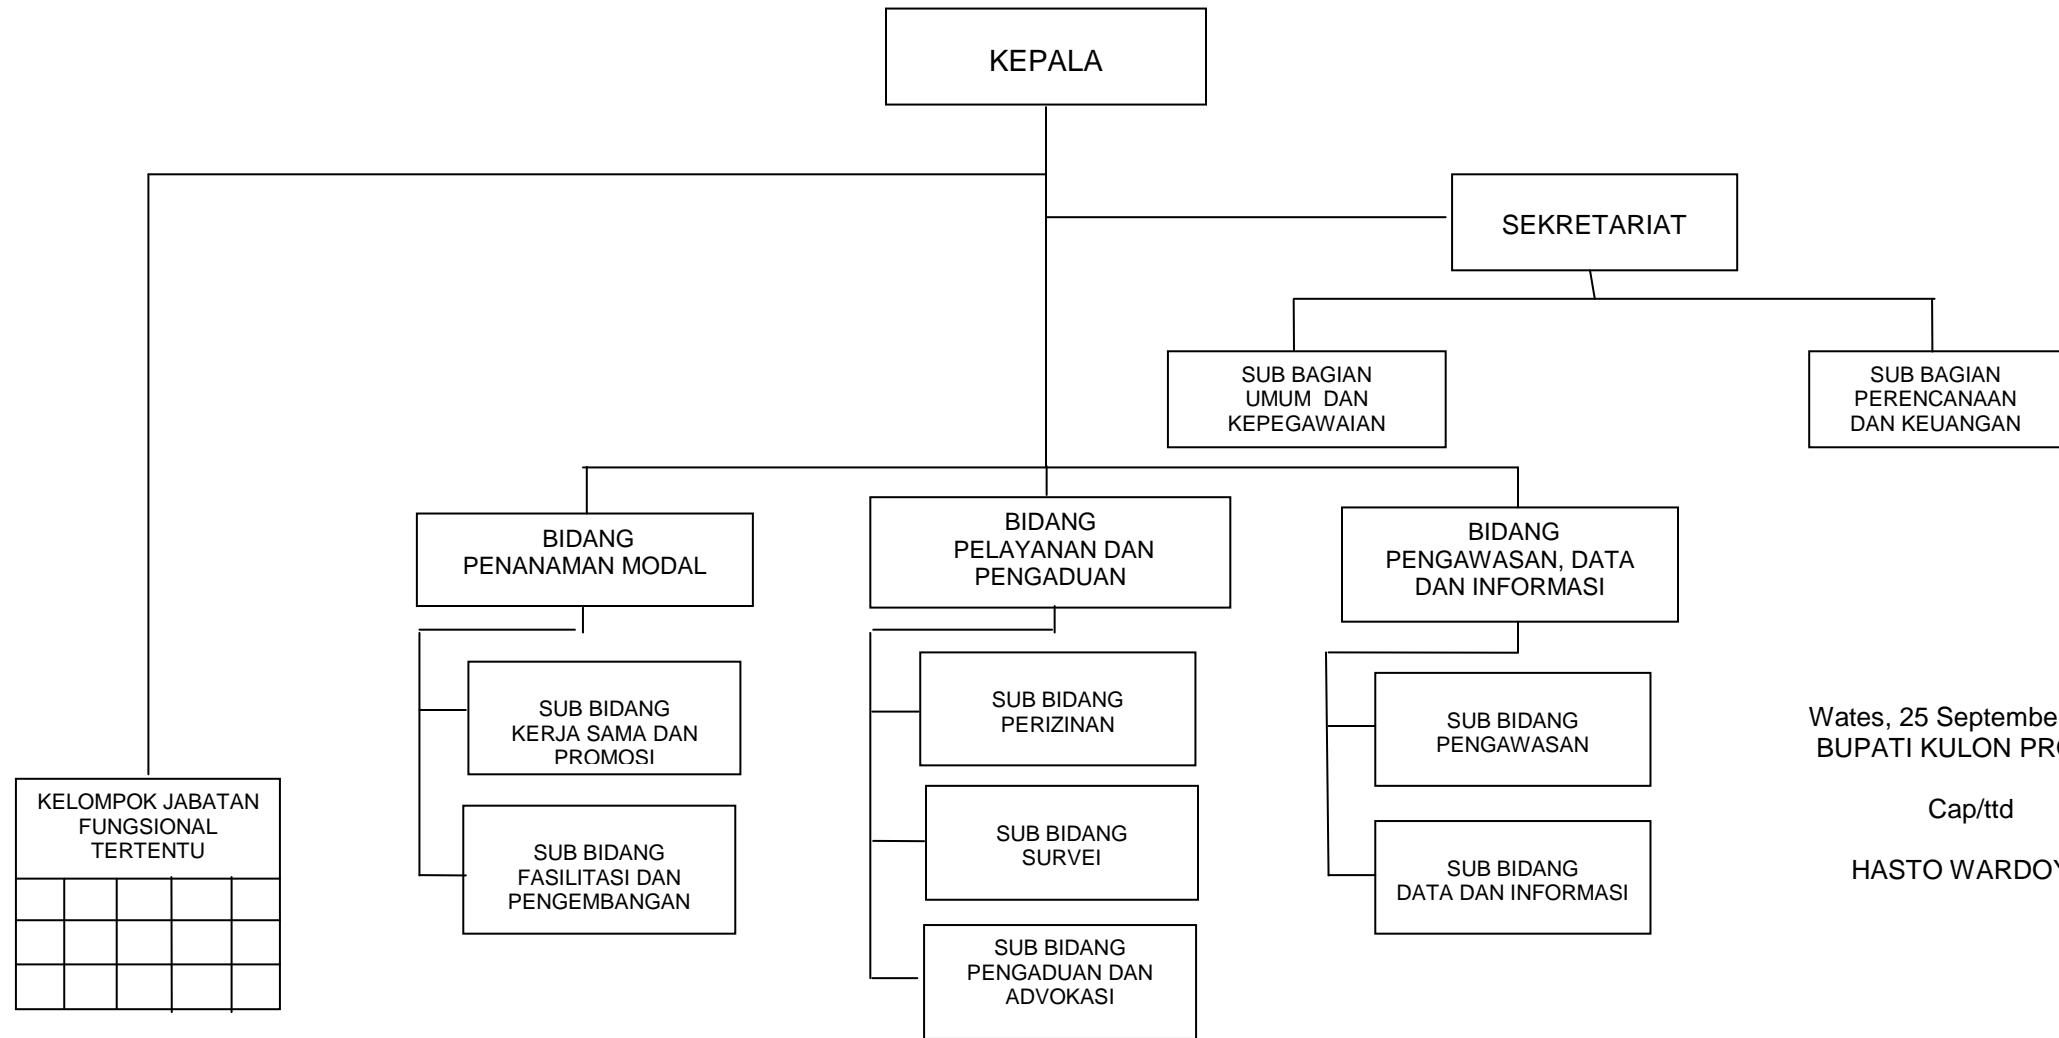 KEPALA
SEKRETARIAT
SUB BAGIAN
UMUM DAN
KEPEGAWAIAN
SUB BAGIAN
PERENCANAAN
DAN KEUANGAN
BIDANG
PENANAMAN MODAL
BIDANG
PELAYANAN DAN
PENGADUAN
BIDANG
PENGAWASAN, DATA
DAN INFORMASI
SUB BIDANG
KERJA SAMA DAN
PROMOSI
SUB BIDANG
FASILITASI DAN
PENGEMBANGAN
SUB BIDANG
PERIZINAN
SUB BIDANG
SURVEI
SUB BIDANG
PENGADUAN DAN
ADVOKASI
SUB BIDANG
PENGAWASAN
SUB BIDANG
DATA DAN INFORMASI
KELOMPOK JABATAN
FUNGSIONAL
TERTENTU
Wates, 25 Septembe
BUPATI KULON PRO
Cap/ttd
HASTO WARDOY